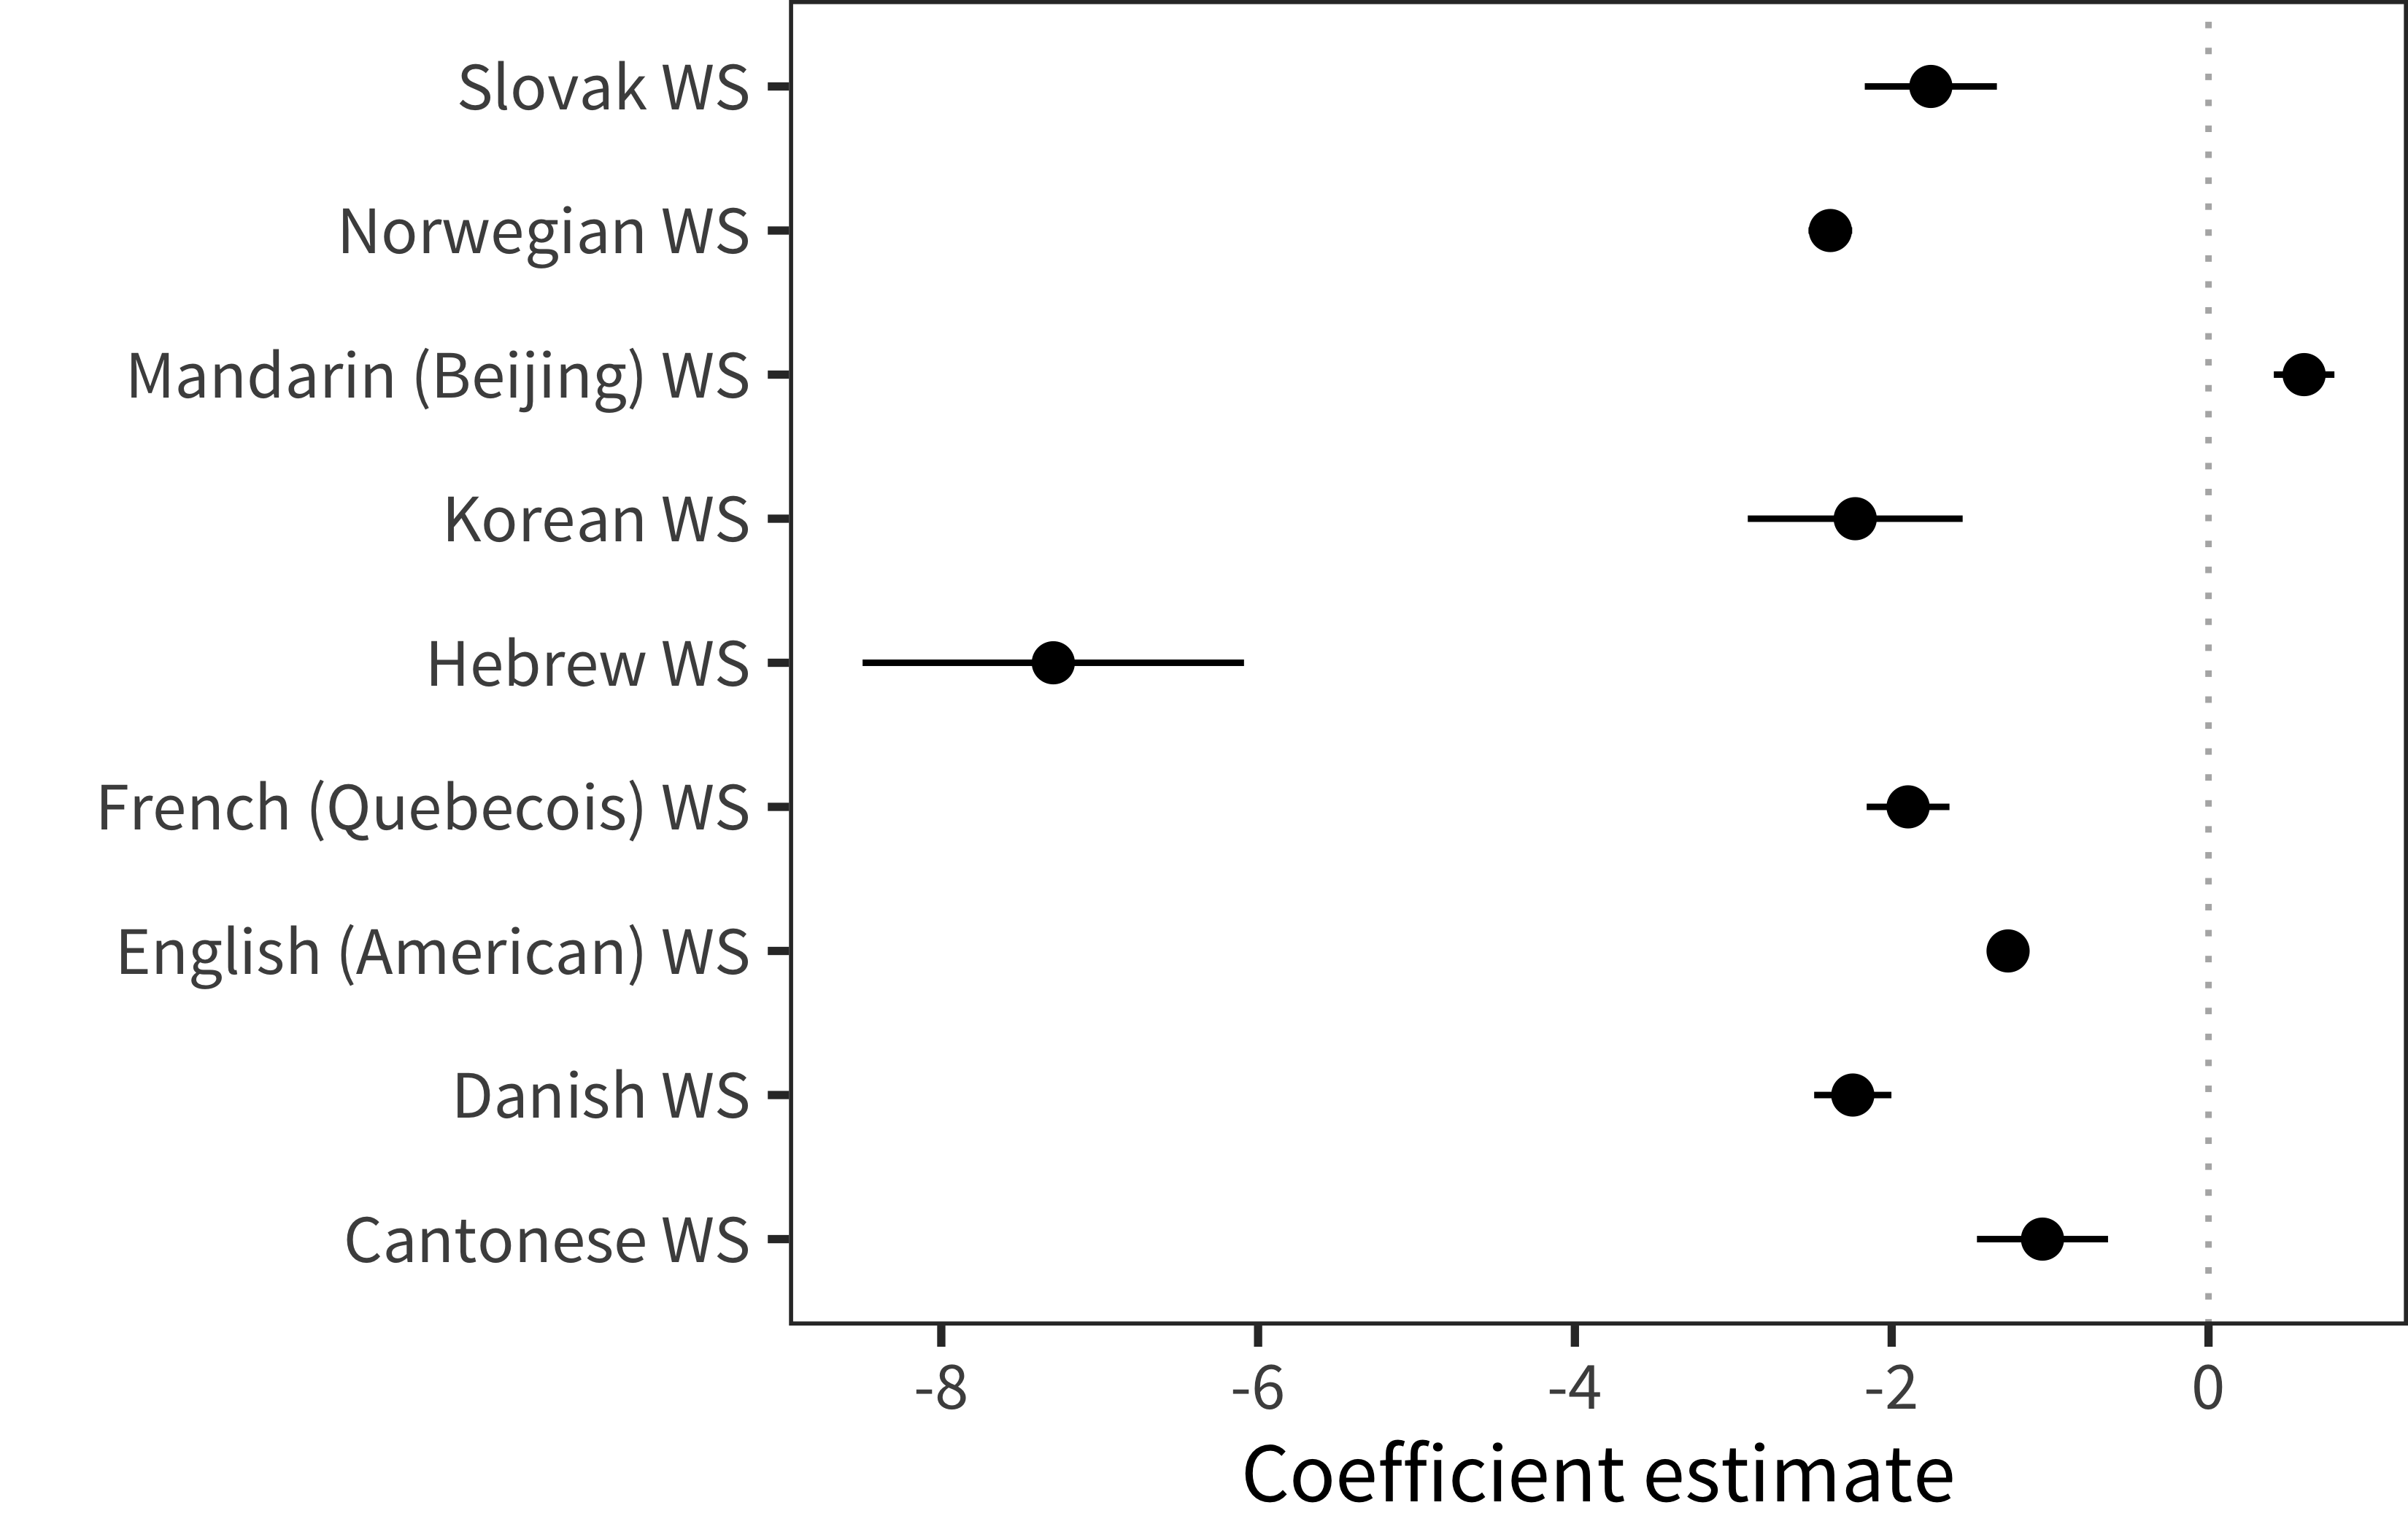 Slovak WS
Norwegian WS
Mandarin (Beijing) WS
Korean WS
Hebrew WS
French (Quebecois) WS
English (American) WS
Danish WS
Cantonese WS
-8 -6 -4 -2 0
Coefficient estimate